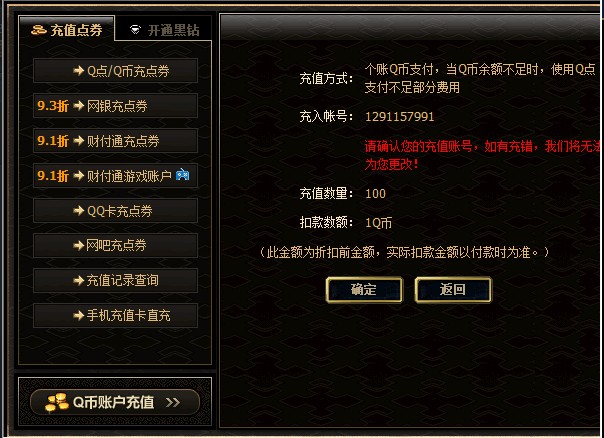 充值点券
开通黑钻
Q点/Q币充点券
9.3折 网银充点券
9.1折 财付通充点券
9.1折 财付通游戏账户
QQ卡充点券
网吧充点券
充值记录查询
手机充值卡直充
Q币账户充值 >>
充值方式： 个账Q币支付，当Q币余额不足时，使用Q点
支付不足部分费用
充入帐号： 1291157991
请确认您的充值账号，如有充错，我们将无法
为您更改！
充值数量： 100
扣款数额： 1Q币
（此金额为折扣前金额，实际扣款金额以付款时为准。）
确定
返回